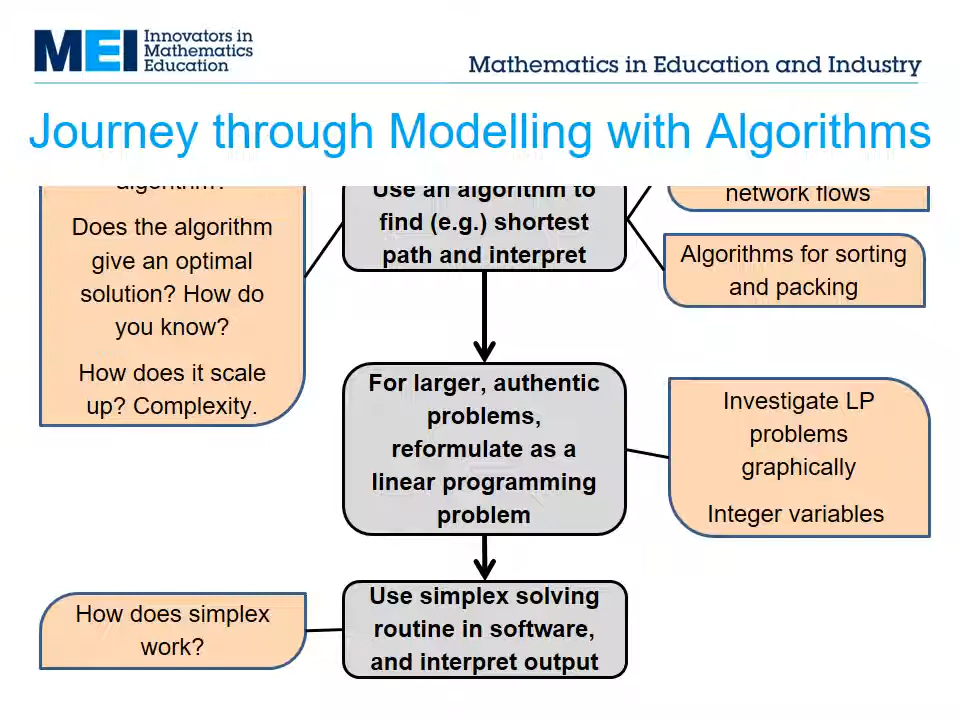 MEI
Innovators in
Mathematics
Education
Mathematics in Education and Industry
Journey through Modelling with Algorithms
algorithm?
Does the algorithm
give an optimal
solution? How do
you know?
How does it scale
up? Complexity.
Use an algorithm to
find (e.g.) shortest
path and interpret
network flows
Algorithms for sorting
and packing
For larger, authentic
problems,
reformulate as a
linear programming
problem
Investigate LP
problems
graphically
Integer variables
How does simplex
work?
Use simplex solving
routine in software,
and interpret output